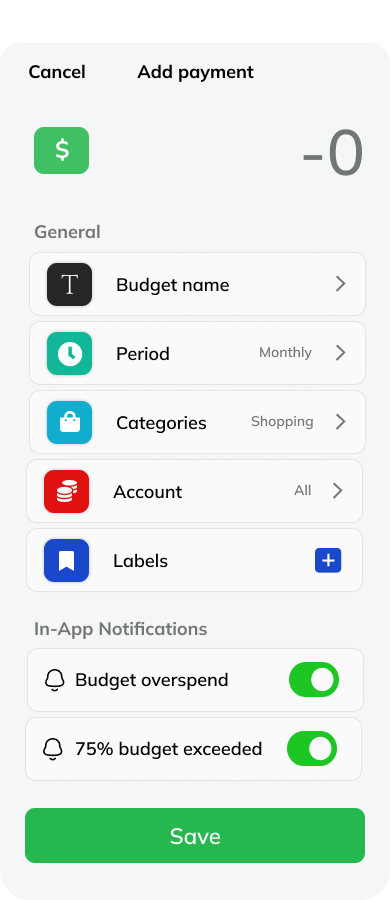 Cancel Add payment
$ -0
General
T Budget name
Period Monthly
Categories Shopping
Account All
Labels
In-App Notifications
Budget overspend
75% budget exceeded
Save